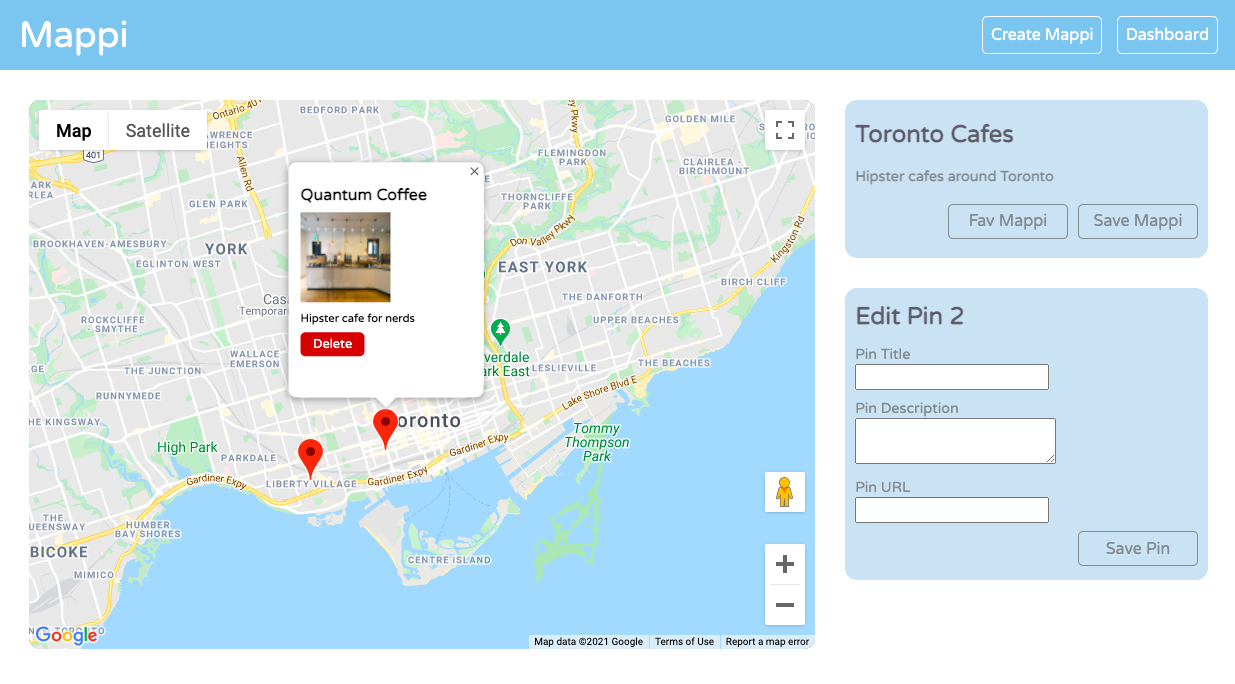 Mappi
Create Mappi
Dashboard
Map
Satellite
Ontario 401
401
BEDFORD PARK
GOLDEN MILE
HEIGHTS
Allen Rd
FLEMINGDON
PARK
CLAIRLEA -
BIRCHMOUNT
Don Valley Pkwy
THORNCLIFFE
PARK
GLEN PARK
BROOKHAVEN-AMESBURY
YORK
EGLINTON WEST
Don Valley Pkwy
Kingston Rd
EAST YORK
BIRCH CLIFF
THE DANFORTH
Casa
Temporari
ROCKCLIFFE
- SMYTHE
UPPER BEACHES
WALLACE
EMERSON
THE JUNCTION
verdale
ark East
LESLIEVILLE
THE BEACHES
RUNNYMEDE
Lake Shore Blvd E
THE KINGSWAY
oronto
High Park
PARKDALE
Gardiner Expy
Tommy
Thompson
Park
LIBERTY VILLAGE
Gardiner Expy
Gardiner Expy
THE
QUEENSWAY
HUMBER
BAY SHORES
BICOKE
MIMICO
CENTRE ISLAND
Quantum Coffee
Hipster cafe for nerds
Delete
Google
Map data ©2021 Google
Terms of Use
Report a map error
Toronto Cafes
Hipster cafes around Toronto
Fav Mappi
Save Mappi
Edit Pin 2
Pin Title
Pin Description
Pin URL
Save Pin